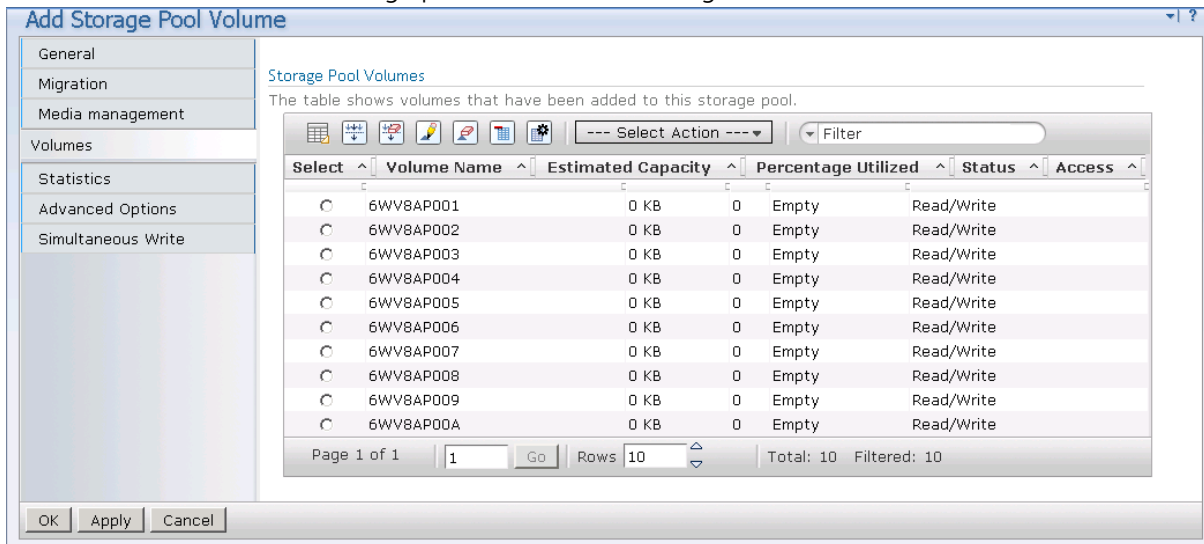 Add Storage Pool Volume
?
General
Migration
Media management
Volumes
Statistics
Advanced Options
Simultaneous Write
Storage Pool Volumes
The table shows volumes that have been added to this storage pool.
--- Select Action --- Filter
Select Volume Name Estimated Capacity Percentage Utilized Status Access
6WV8AP001 0 KB 0 Empty Read/Write
6WV8AP002 0 KB 0 Empty Read/Write
6WV8AP003 0 KB 0 Empty Read/Write
6WV8AP004 0 KB 0 Empty Read/Write
6WV8AP005 0 KB 0 Empty Read/Write
6WV8AP006 0 KB 0 Empty Read/Write
6WV8AP007 0 KB 0 Empty Read/Write
6WV8AP008 0 KB 0 Empty Read/Write
6WV8AP009 0 KB 0 Empty Read/Write
6WV8AP00A 0 KB 0 Empty Read/Write
Page 1 of 1 1 Go Rows 10 Total: 10 Filtered: 10
OK Apply Cancel